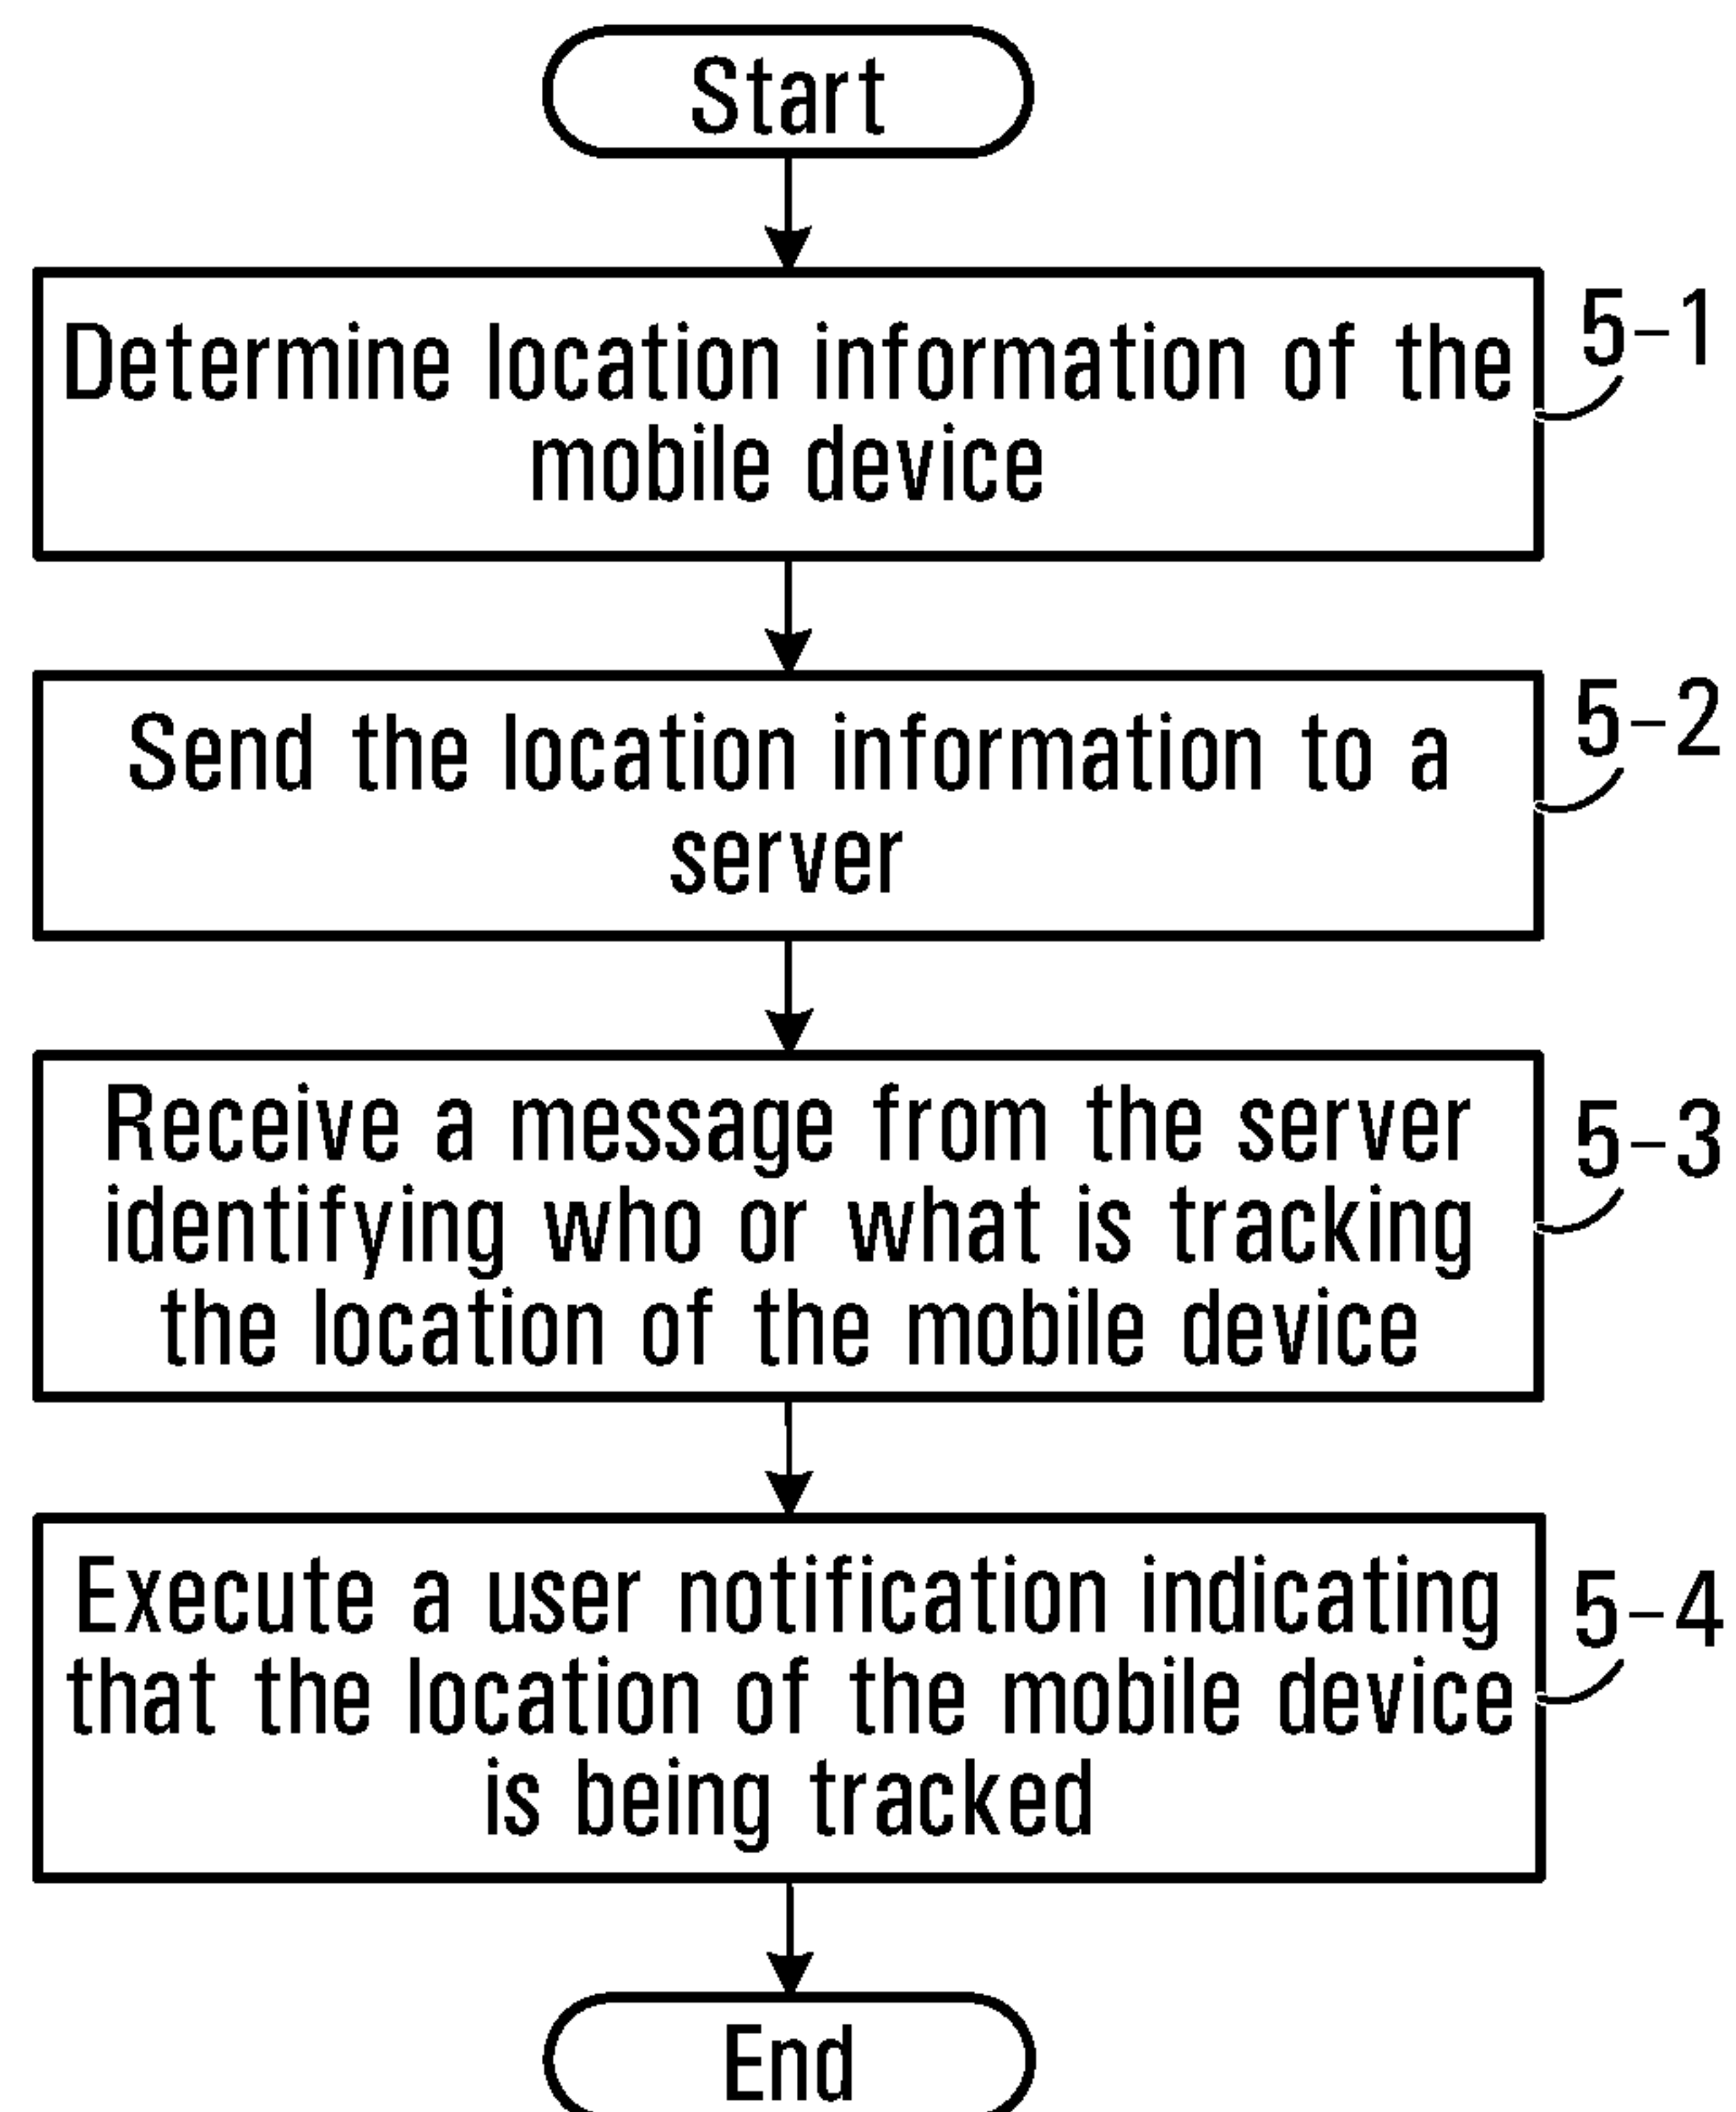 Start
Determine location information of the
mobile device
5-1
Send the location information to a
server
5-2
Receive a message from the server
identifying who or what is tracking
the location of the mobile device
5-3
Execute a user notification indicating
that the location of the mobile device
is being tracked
5-4
End